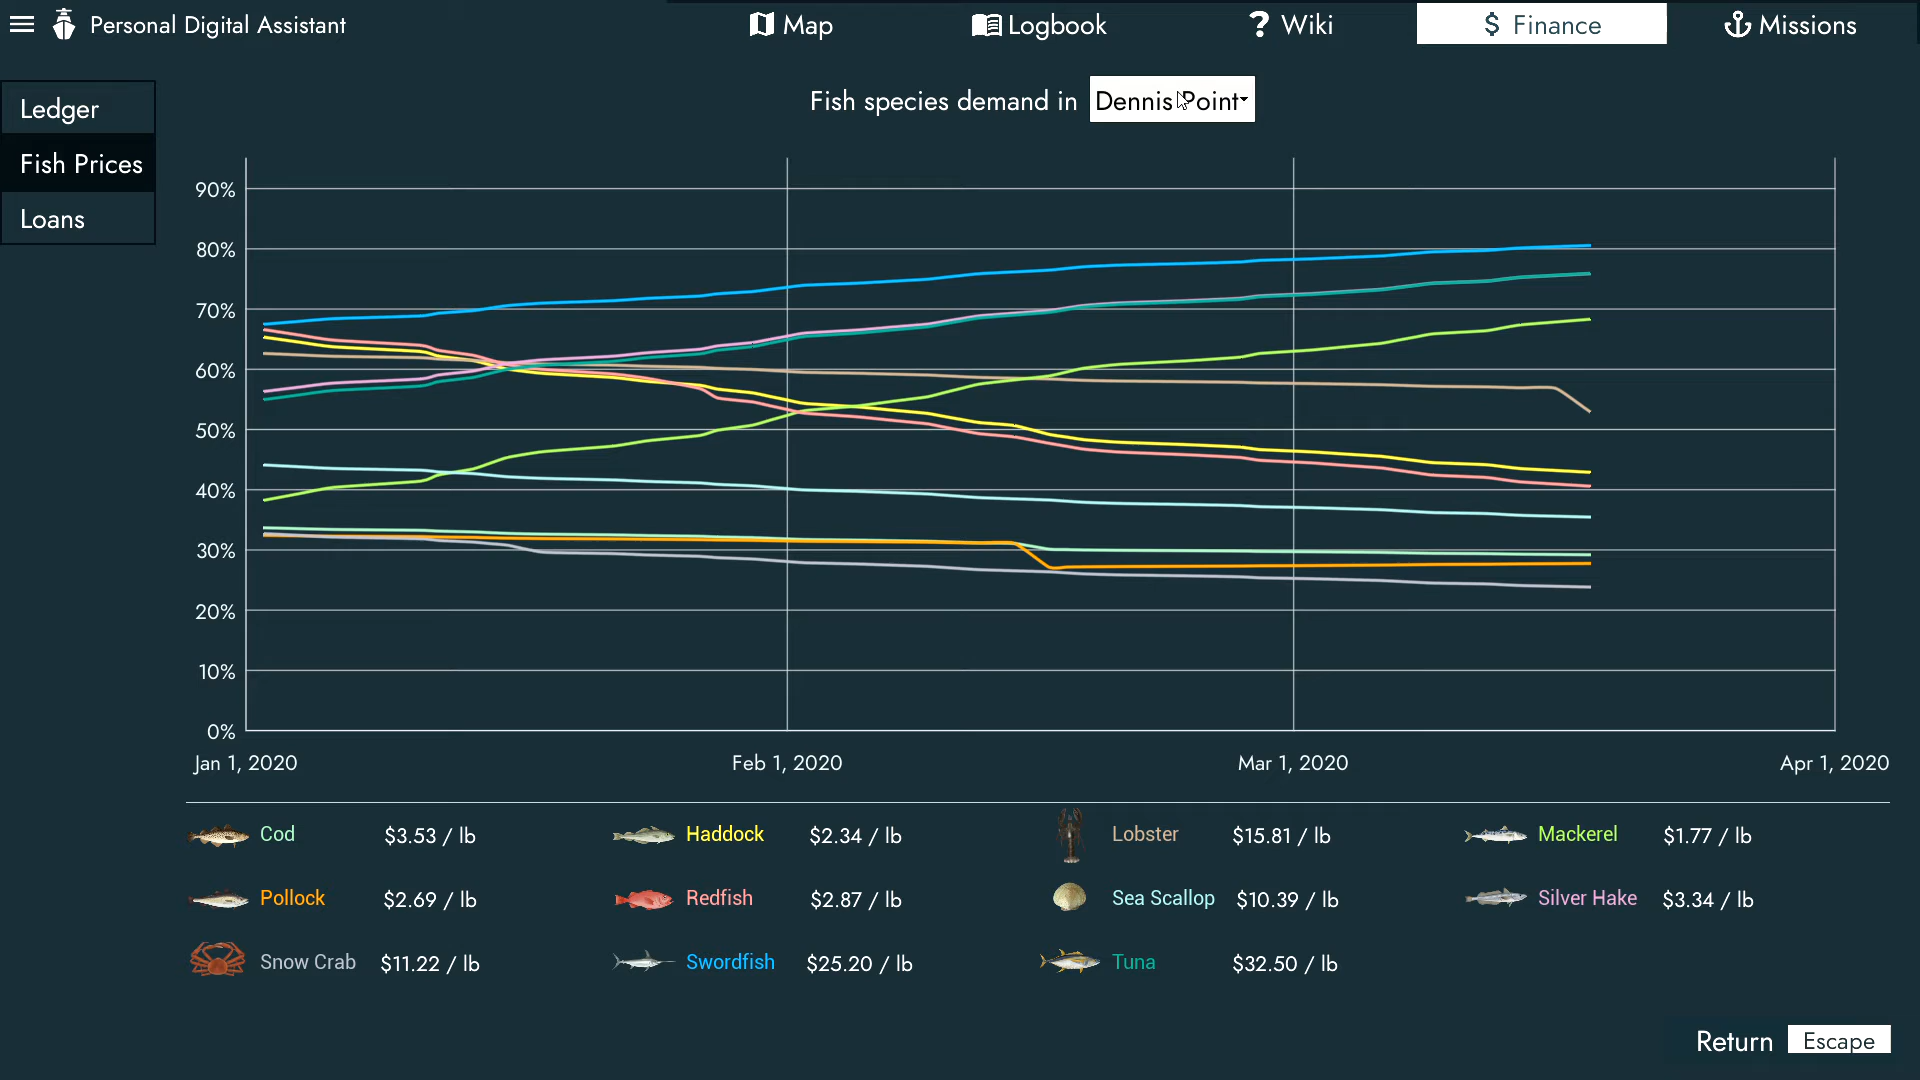 Personal Digital Assistant Map Logbook ? Wiki $ Finance Missions
Fish species demand in Dennis Point
Ledger
Fish Prices
Loans
90%
80%
70%
60%
50%
40%
30%
20%
10%
0%
Jan 1, 2020 Feb 1, 2020 Mar 1, 2020 Apr 1, 2020
Cod $3.53 / lb Haddock $2.34 / lb Lobster $15.81 / lb Mackerel $1.77 / lb
Pollock $2.69 / lb Redfish $2.87 / lb Sea Scallop $10.39 / lb Silver Hake $3.34 / lb
Snow Crab $11.22 / lb Swordfish $25.20 / lb Tuna $32.50 / lb
Return Escape